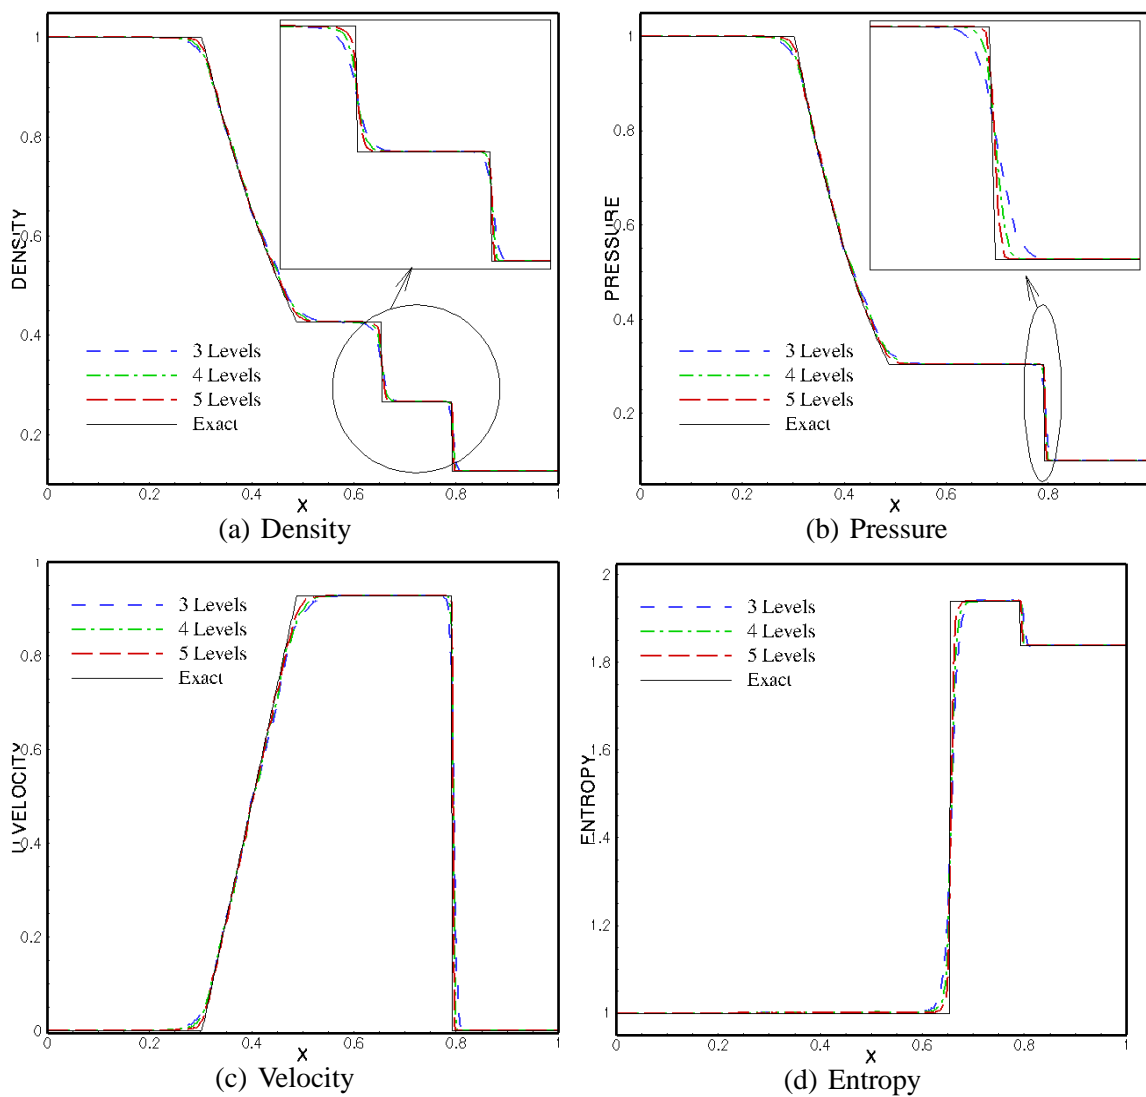 1
0.8
0.6
0.4
0.2
DENSITY
3 Levels
4 Levels
5 Levels
Exact
0
0.2
0.4
0.6
0.8
1
X
(a) Density
1
0.8
0.6
0.4
0.2
PRESSURE
3 Levels
4 Levels
5 Levels
Exact
0
0.2
0.4
0.6
0.8
X
(b) Pressure
1
0.8
0.6
0.4
0.2
0
U VELOCITY
3 Levels
4 Levels
5 Levels
Exact
0
0.2
0.4
0.6
0.8
1
X
(c) Velocity
2
1.8
1.6
1.4
1.2
1
ENTROPY
3 Levels
4 Levels
5 Levels
Exact
0
0.2
0.4
0.6
0.8
1
X
(d) Entropy